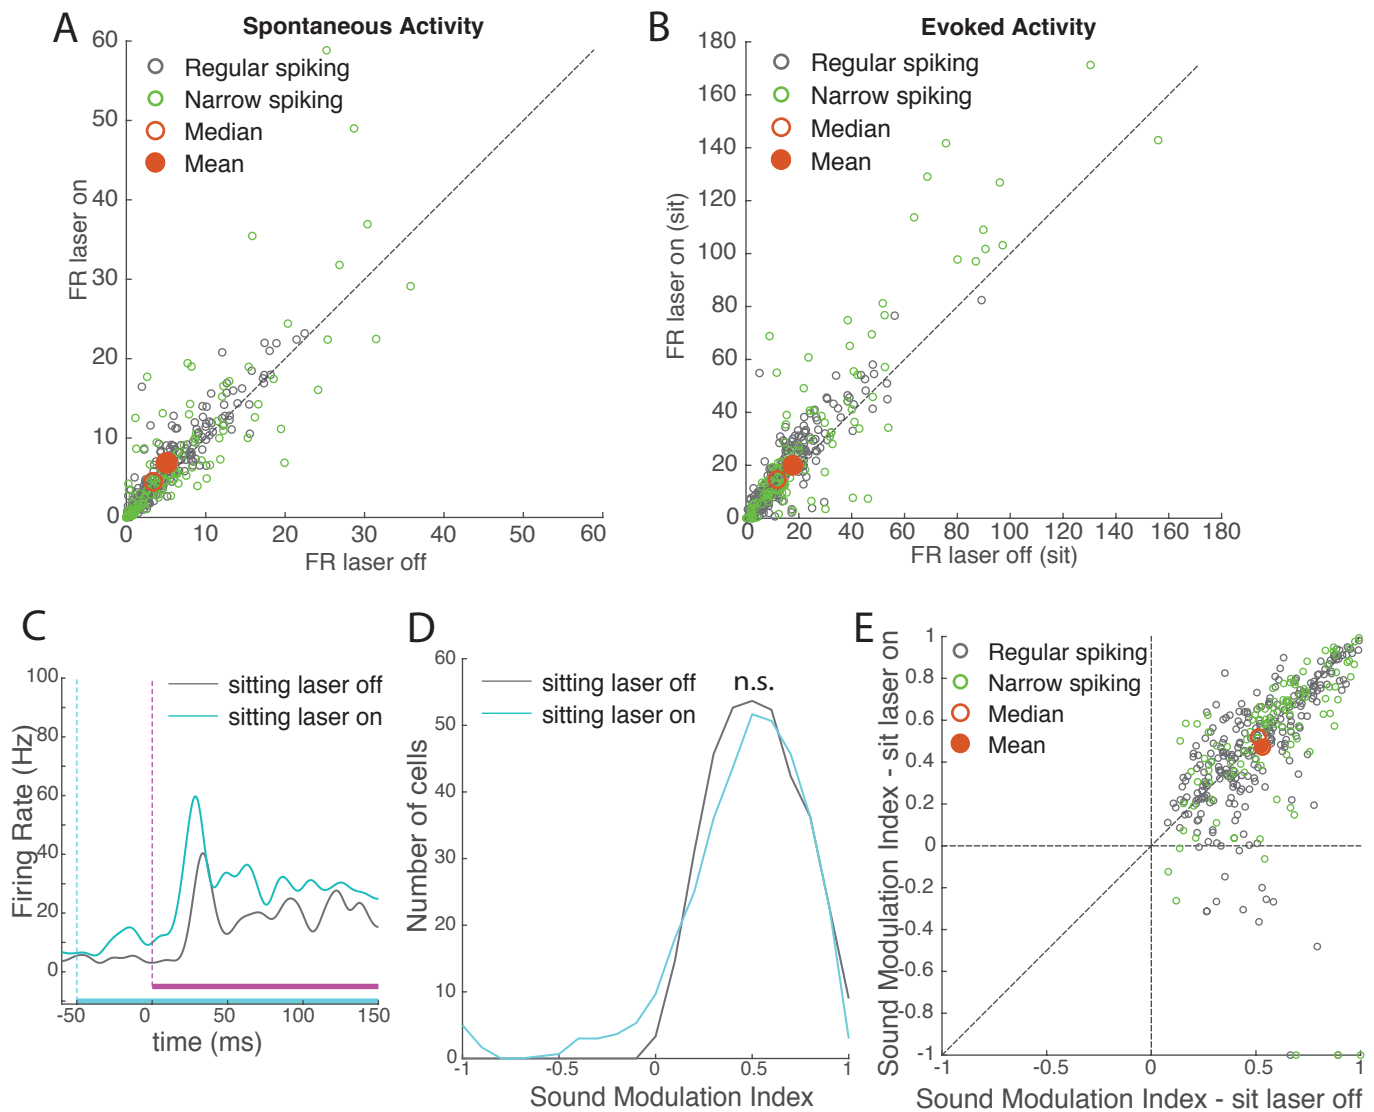 A
Spontaneous Activity
60
50
40
30
20
10
0
FR laser on
Regular spiking
Narrow spiking
Median
Mean
0 10 20 30 40 50 60
FR laser off
B
Evoked Activity
180
160
140
120
100
80
60
40
20
0
FR laser on (sit)
Regular spiking
Narrow spiking
Median
Mean
0 20 40 60 80 100 120 140 160 180
FR laser off (sit)
C
100
80
60
40
20
0
Firing Rate (Hz)
sitting laser off
sitting laser on
-50 0 50 100 150
time (ms)
D
60
50
40
30
20
10
0
Number of cells
sitting laser off
sitting laser on
n.s.
-1 -0.5 0 0.5 1
Sound Modulation Index
E
1
0.8
0.6
0.4
0.2
0
-0.2
-0.4
-0.6
-0.8
-1
Sound Modulation Index - sit laser on
Regular spiking
Narrow spiking
Median
Mean
-1 -0.5 0 0.5 1
Sound Modulation Index - sit laser off